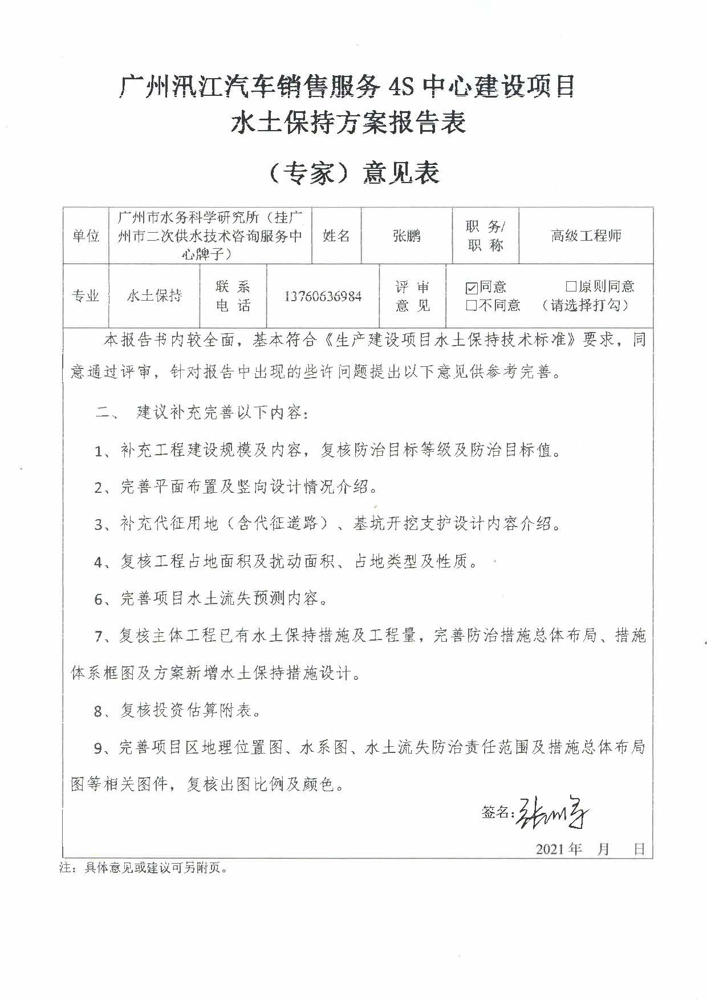 广州汛江汽车销售服务 4S 中心建设项目
水土保持方案报告表
（专家）意见表
单位 广州市水务科学研究所（挂广州市二次供水技术咨询服务中心牌子） 姓名 张鹏 职 务/职 称 高级工程师
专业 水土保持 联 系 电 话 13760636984 评 审 意 见 ☑同意 □原则同意
□不同意 （请选择打勾）
本报告书内较全面，基本符合《生产建设项目水土保持技术标准》要求，同
意通过评审，针对报告中出现的些许问题提出以下意见供参考完善。
二、 建议补充完善以下内容：
1、补充工程建设规模及内容，复核防治目标等级及防治目标值。
2、完善平面布置及竖向设计情况介绍。
3、补充代征用地（含代征道路）、基坑开挖支护设计内容介绍。
4、复核工程占地面积及扰动面积、占地类型及性质。
6、完善项目水土流失预测内容。
7、复核主体工程已有水土保持措施及工程量，完善防治措施总体布局、措施
体系框图及方案新增水土保持措施设计。
8、复核投资估算附表。
9、完善项目区地理位置图、水系图、水土流失防治责任范围及措施总体布局
图等相关图件，复核出图比例及颜色。
签名：张鹏
2021 年 月 日
注：具体意见或建议可另附页。